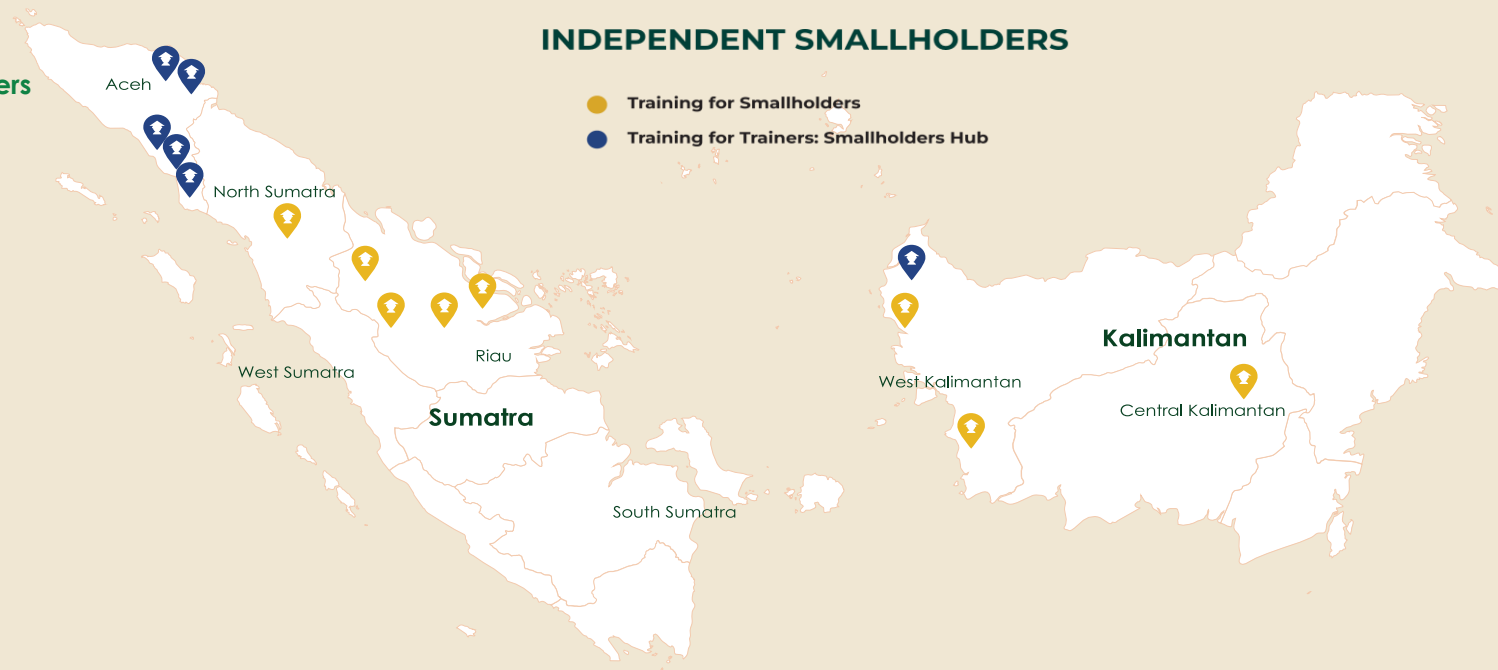 INDEPENDENT SMALLHOLDERS
ers
Training for Smallholders
Training for Trainers: Smallholders Hub
Aceh
North Sumatra
Riau
West Sumatra
Sumatra
South Sumatra
Kalimantan
West Kalimantan
Central Kalimantan